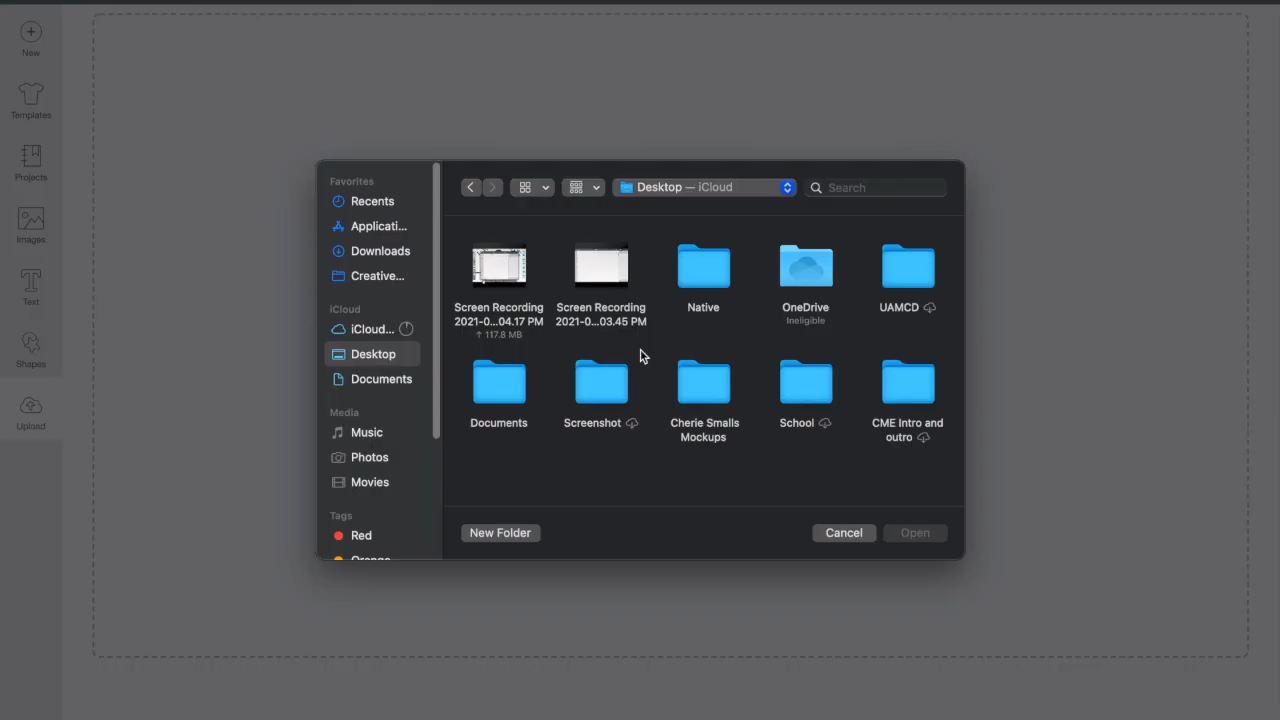 New
Templates
Projects
Images
Text
Shapes
Upload
Favorites
Recents
Applicati...
Downloads
Creative...
iCloud
iCloud...
Desktop
Documents
Media
Music
Photos
Movies
Tags
Red
Orange
Desktop — iCloud
Search
Screen Recording
2021-0...04.17 PM
↑ 117.8 MB
Screen Recording
2021-0...03.45 PM
Native
OneDrive
Ineligible
UAMCD
Documents
Screenshot
Cherie Smalls
Mockups
School
CME Intro and
outro
New Folder
Cancel
Open